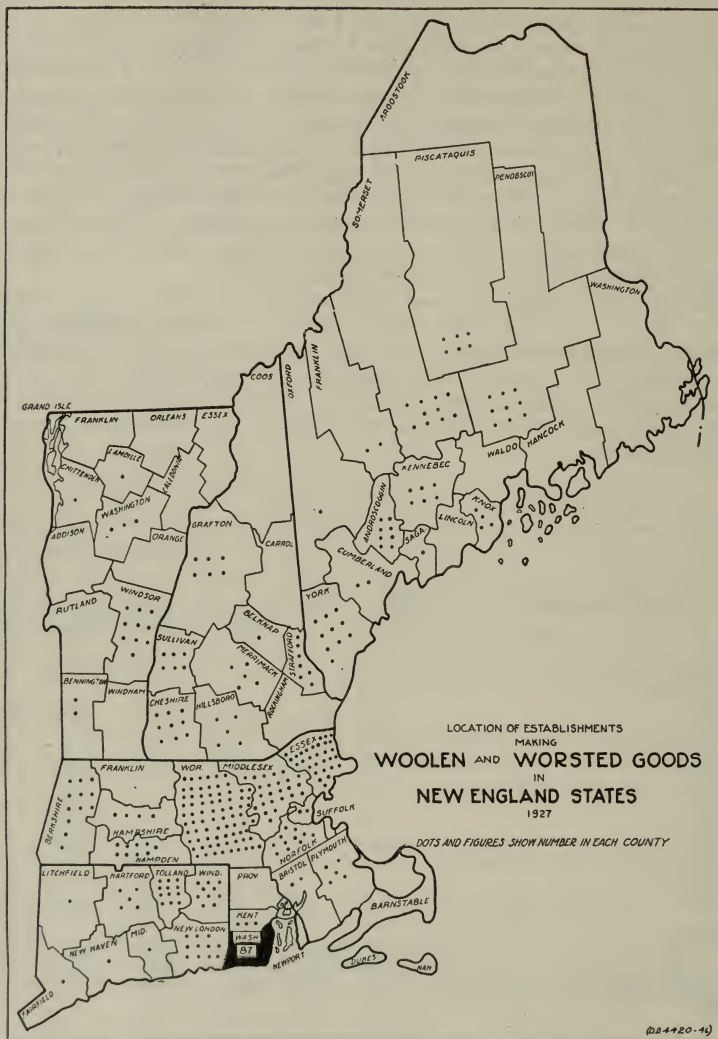 AROOSTOOK
PISCATAQUIS
SOMERSET
PENOBSCOT
WASHINGTON
COOS
OXFORD
FRANKLIN
GRAND ISLE
FRANKLIN
ORLEANS
ESSEX
LAMOILLE
CHITTENDEN
CALEDONIA
WASHINGTON
ADDISON
ORANGE
GRAFTON
CARROL
WALDO
HANCOCK
KENNEBEC
KNOX
ANDROSCOGGIN
LINCOLN
SAGA.
CUMBERLAND
YORK
RUTLAND
WINDSOR
BELKNAP
STRAFFORD
SULLIVAN
MERRIMACK
BENNINGTON
WINDHAM
CHESHIRE
HILLSBORO
ROCKINGHAM
LOCATION OF ESTABLISHMENTS
MAKING
WOOLEN AND WORSTED GOODS
IN
NEW ENGLAND STATES
1927
DOTS AND FIGURES SHOW NUMBER IN EACH COUNTY
ESSEX
FRANKLIN
WOR.
MIDDLESEX
BERKSHIRE
SUFFOLK
HAMPSHIRE
NORFOLK
HAMPDEN
BRISTOL
PLYMOUTH
LITCHFIELD
HARTFORD
TOLLAND
WIND.
PROV.
BARNSTABLE
KENT
NEW LONDON
WASH
87
NEW HAVEN
MID.
NEWPORT
DUKES
NAN
FAIRFIELD
(DD4420-46)